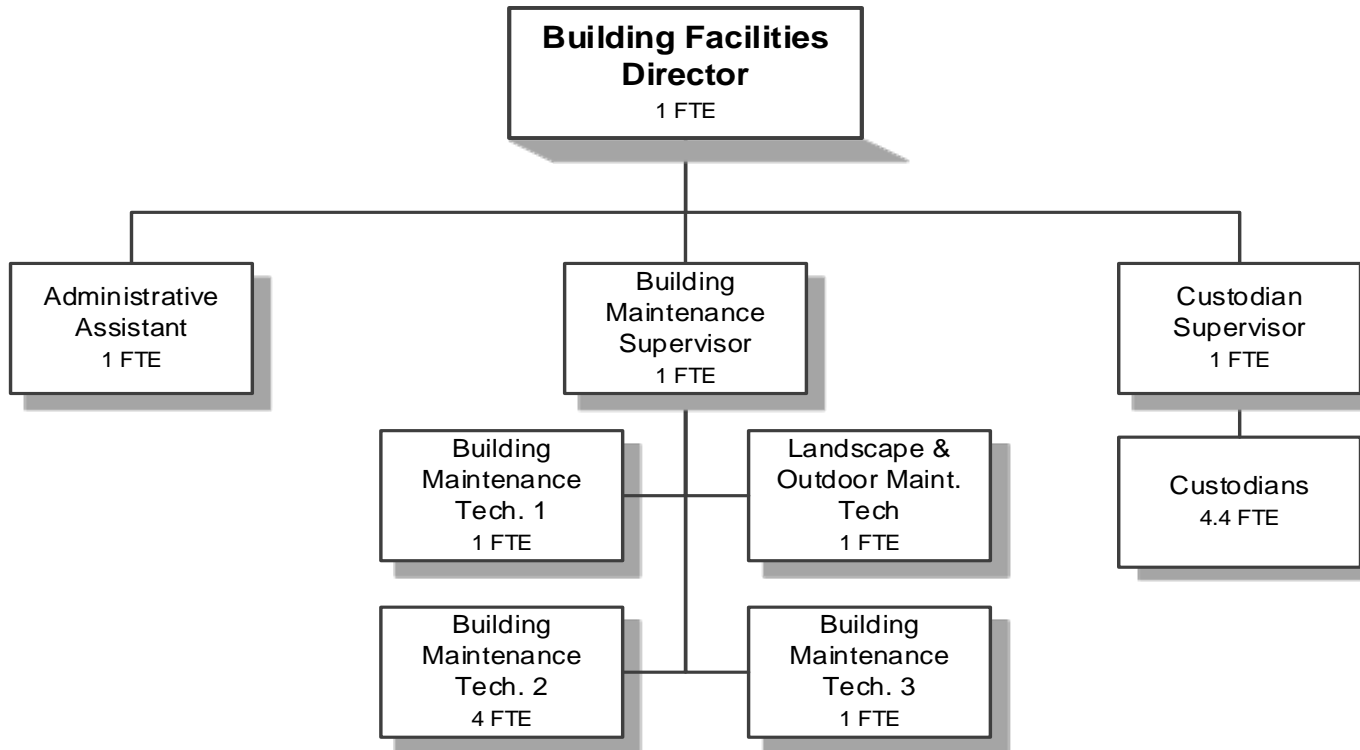 Building Facilities
Director
1 FTE
Administrative
Assistant
1 FTE
Building
Maintenance
Supervisor
1 FTE
Custodian
Supervisor
1 FTE
Building
Maintenance
Tech. 1
1 FTE
Landscape &
Outdoor Maint.
Tech
1 FTE
Custodians
4.4 FTE
Building
Maintenance
Tech. 2
4 FTE
Building
Maintenance
Tech. 3
1 FTE